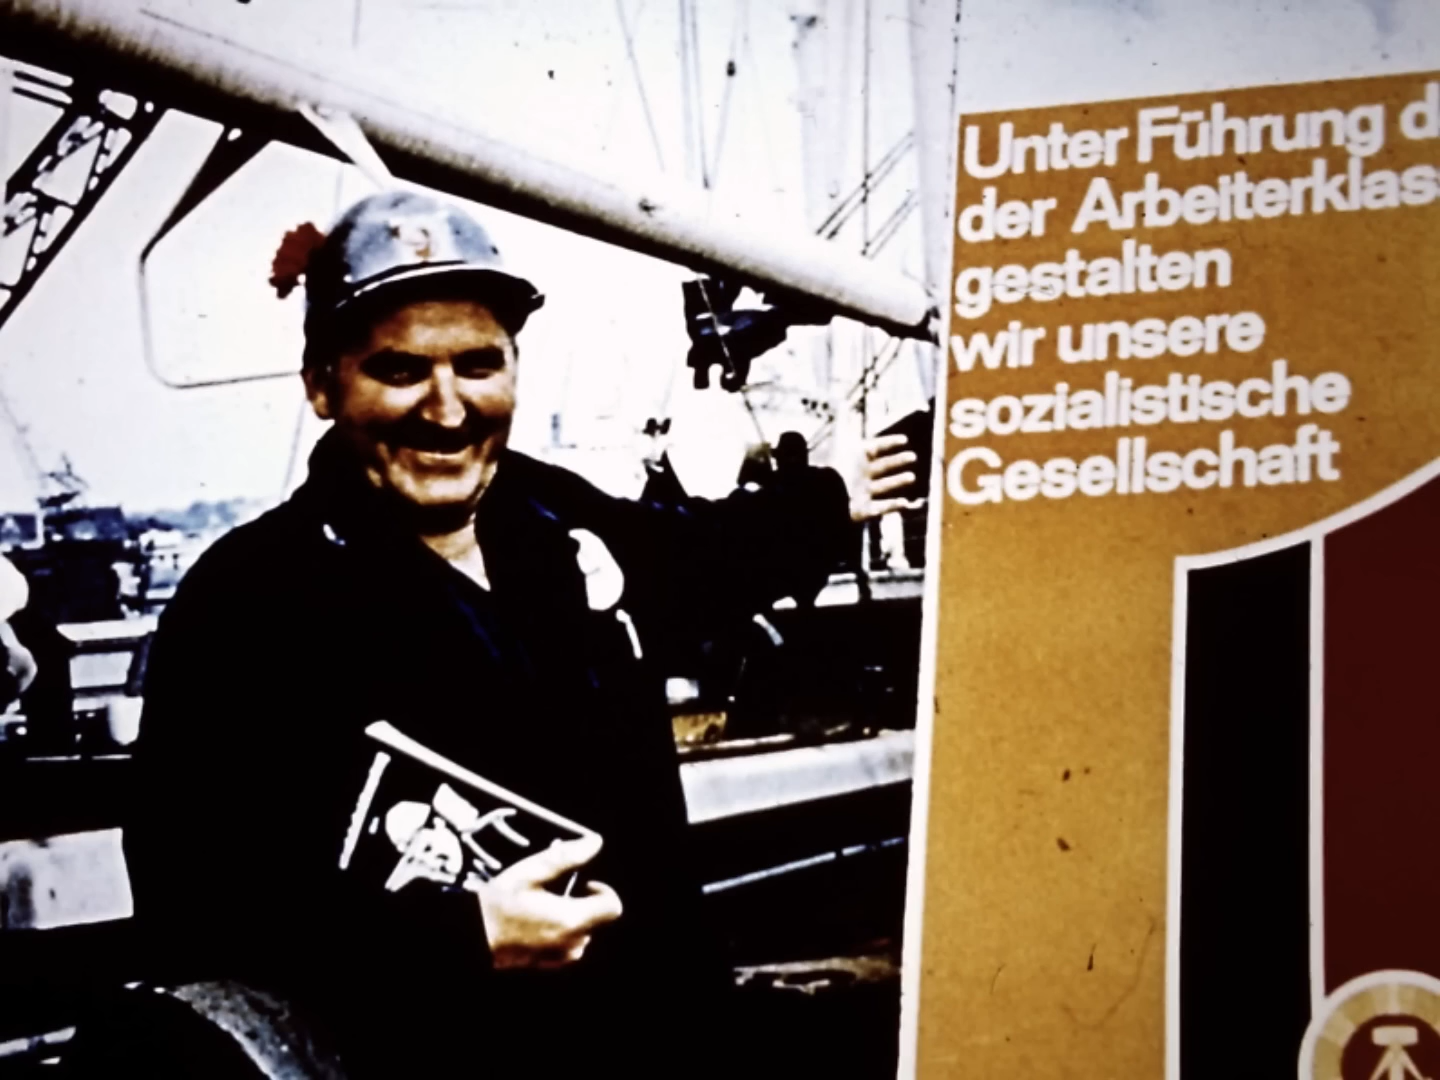 Unter Führung d
der Arbeiterklas
gestalten
wir unsere
sozialistische
Gesellschaft